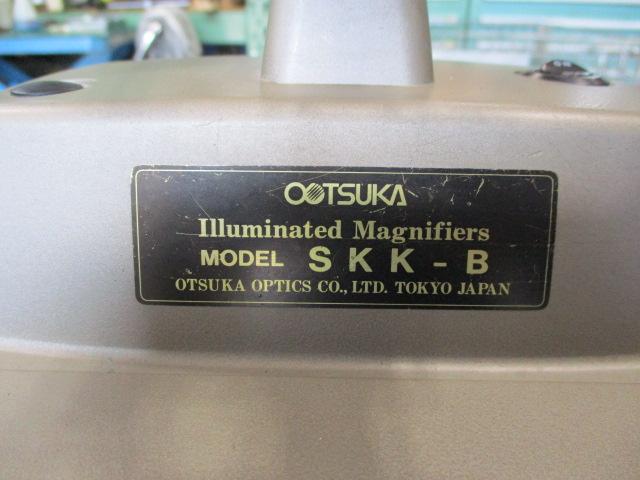 OOTSUKA
Illuminated Magnifiers
MODEL SKK-B
OTSUKA OPTICS CO., LTD. TOKYO JAPAN